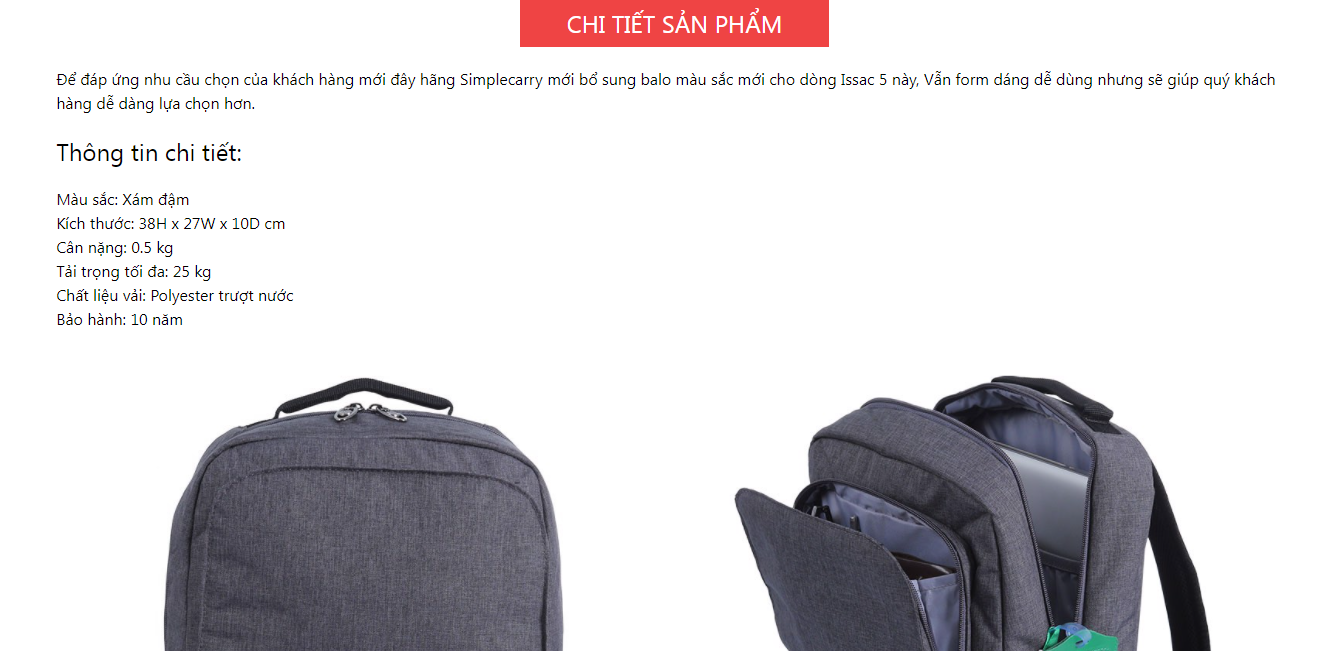 CHI TIẾT SẢN PHẨM
Để đáp ứng nhu cầu chọn của khách hàng mới đây hãng Simplecarry mới bổ sung balo màu sắc mới cho dòng Issac 5 này, Vẫn form dáng dễ dùng nhưng sẽ giúp quý khách
hàng dễ dàng lựa chọn hơn.
Thông tin chi tiết:
Màu sắc: Xám đậm
Kích thước: 38H x 27W x 10D cm
Cân nặng: 0.5 kg
Tải trọng tối đa: 25 kg
Chất liệu vải: Polyester trượt nước
Bảo hành: 10 năm